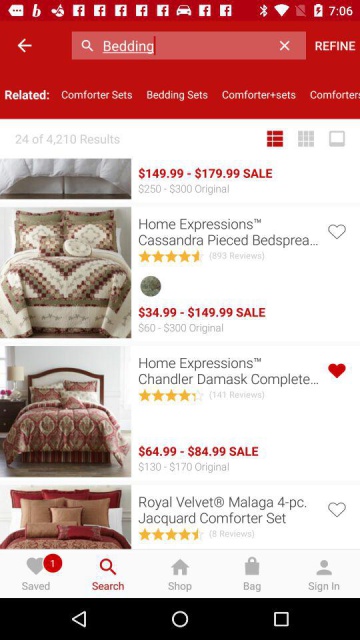 7:06
Bedding
REFINE
Related: Comforter Sets Bedding Sets Comforter+sets Comforters
24 of 4,210 Results
$149.99 - $179.99 SALE
$250 - $300 Original
Home Expressions™
Cassandra Pieced Bedsprea...
(893 Reviews)
$34.99 - $149.99 SALE
$60 - $300 Original
Home Expressions™
Chandler Damask Complete...
(141 Reviews)
$64.99 - $84.99 SALE
$130 - $170 Original
Royal Velvet® Malaga 4-pc.
Jacquard Comforter Set
(8 Reviews)
1
Saved Search Shop Bag Sign In